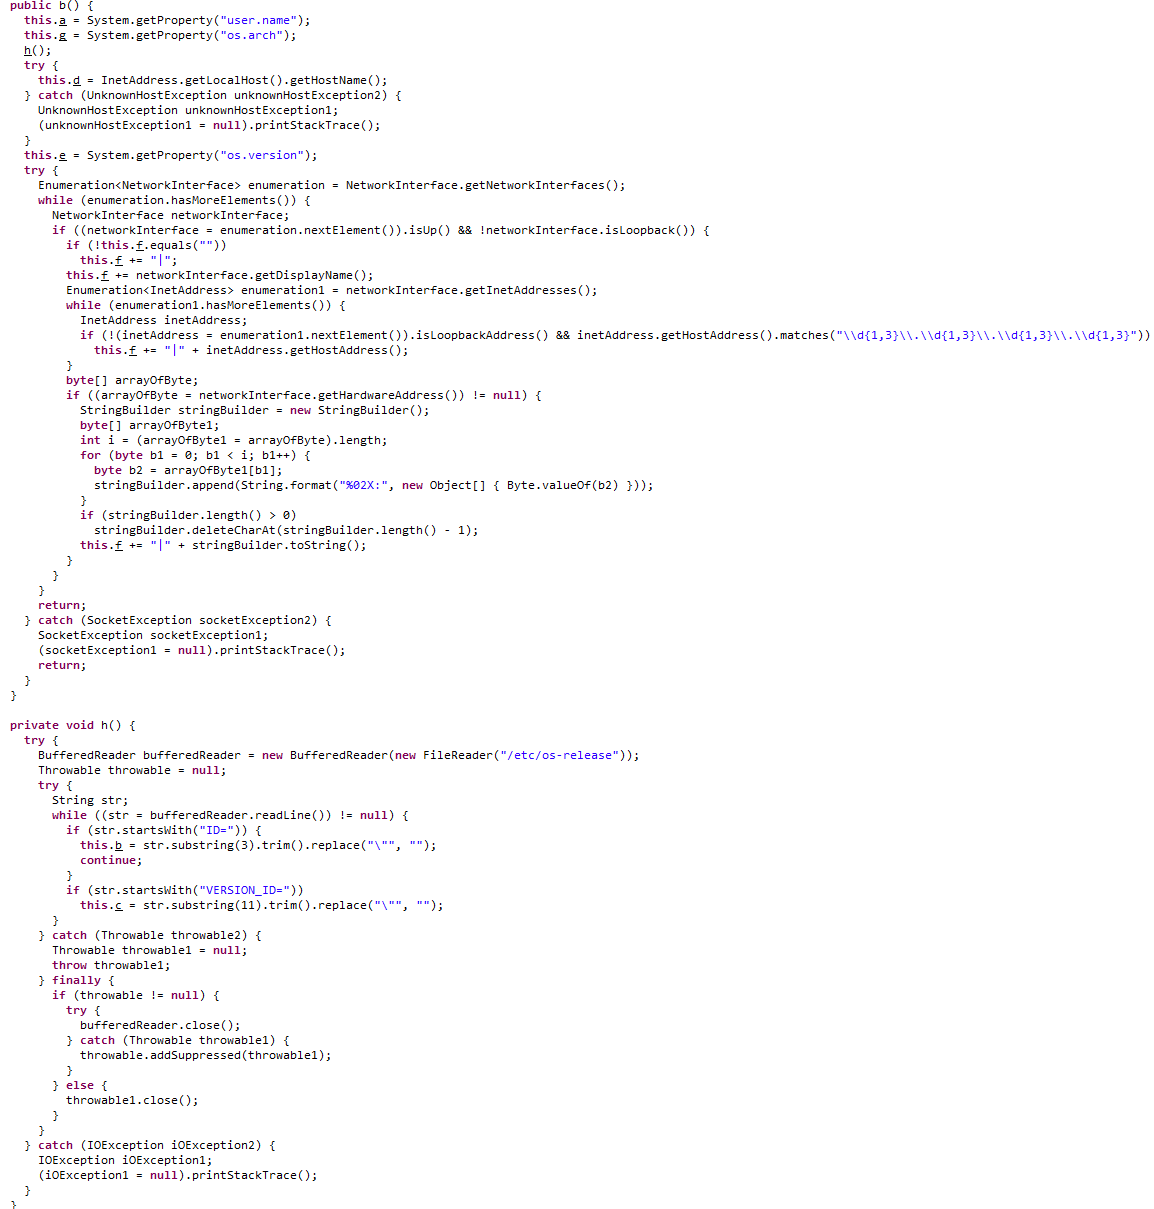 public b() {
  this.a = System.getProperty("user.name");
  this.g = System.getProperty("os.arch");
  h();
  try {
    this.d = InetAddress.getLocalHost().getHostName();
  } catch (UnknownHostException unknownHostException2) {
    UnknownHostException unknownHostException1;
    (unknownHostException1 = null).printStackTrace();
  }
  this.e = System.getProperty("os.version");
  try {
    Enumeration<NetworkInterface> enumeration = NetworkInterface.getNetworkInterfaces();
    while (enumeration.hasMoreElements()) {
      NetworkInterface networkInterface;
      if ((networkInterface = enumeration.nextElement()).isUp() && !networkInterface.isLoopback()) {
        if (!this.f.equals(""))
          this.f += "|";
        this.f += networkInterface.getDisplayName();
        Enumeration<InetAddress> enumeration1 = networkInterface.getInetAddresses();
        while (enumeration1.hasMoreElements()) {
          InetAddress inetAddress;
          if (!(inetAddress = enumeration1.nextElement()).isLoopbackAddress() && inetAddress.getHostAddress().matches("\\d{1,3}\\.\\d{1,3}\\.\\d{1,3}\\.\\d{1,3}"))
            this.f += "|" + inetAddress.getHostAddress();
        }
        byte[] arrayOfByte;
        if ((arrayOfByte = networkInterface.getHardwareAddress()) != null) {
          StringBuilder stringBuilder = new StringBuilder();
          byte[] arrayOfByte1;
          int i = (arrayOfByte1 = arrayOfByte).length;
          for (byte b1 = 0; b1 < i; b1++) {
            byte b2 = arrayOfByte1[b1];
            stringBuilder.append(String.format("%02X:", new Object[] { Byte.valueOf(b2) }));
          }
          if (stringBuilder.length() > 0)
            stringBuilder.deleteCharAt(stringBuilder.length() - 1);
          this.f += "|" + stringBuilder.toString();
        }
      }
    }
    return;
  } catch (SocketException socketException2) {
    SocketException socketException1;
    (socketException1 = null).printStackTrace();
    return;
  }
}

private void h() {
  try {
    BufferedReader bufferedReader = new BufferedReader(new FileReader("/etc/os-release"));
    Throwable throwable = null;
    try {
      String str;
      while ((str = bufferedReader.readLine()) != null) {
        if (str.startsWith("ID=")) {
          this.b = str.substring(3).trim().replace("\"", "");
          continue;
        }
        if (str.startsWith("VERSION_ID="))
          this.c = str.substring(11).trim().replace("\"", "");
      }
    } catch (Throwable throwable2) {
      Throwable throwable1 = null;
      throw throwable1;
    } finally {
      if (throwable != null) {
        try {
          bufferedReader.close();
        } catch (Throwable throwable1) {
          throwable.addSuppressed(throwable1);
        }
      } else {
        throwable1.close();
      }
    }
  } catch (IOException iOException2) {
    IOException iOException1;
    (iOException1 = null).printStackTrace();
  }
}